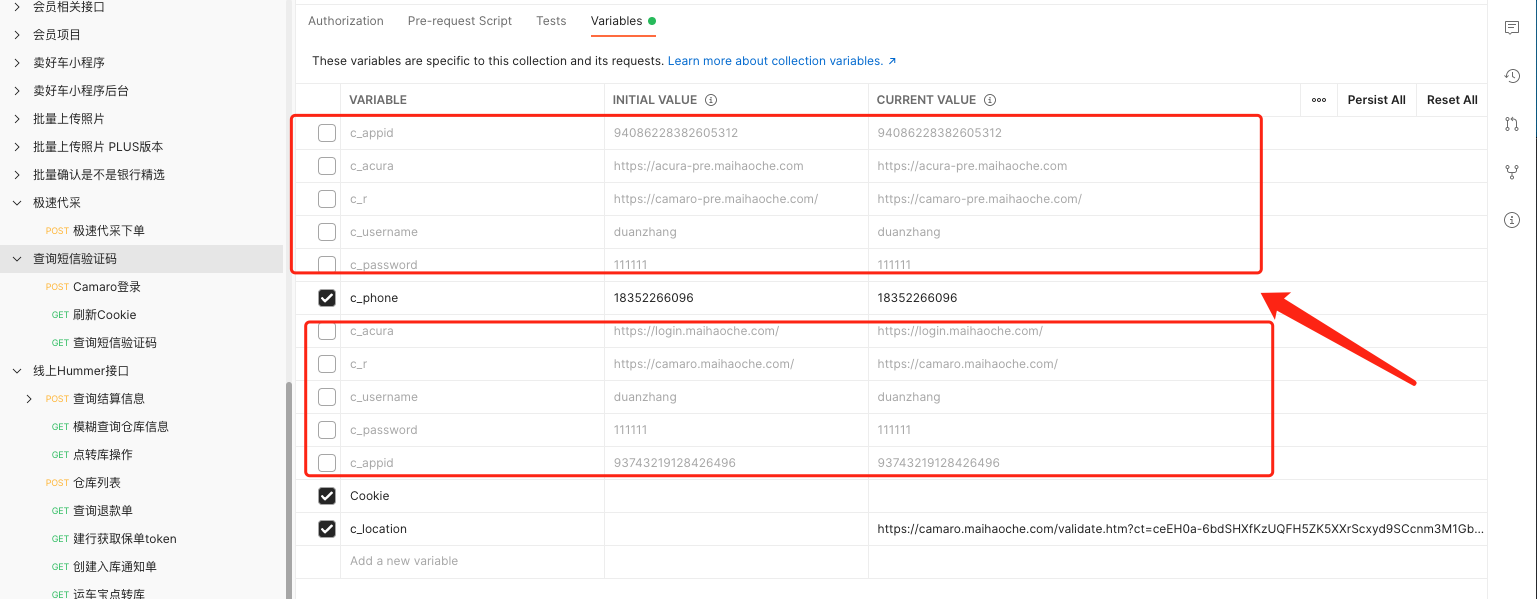 会员相关接口
会员项目
卖好车小程序
卖好车小程序后台
批量上传照片
批量上传照片 PLUS版本
批量确认是不是银行精选
极速代采
POST 极速代采下单
查询短信验证码
POST Camaro登录
GET 刷新Cookie
GET 查询短信验证码
线上Hummer接口
POST 查询结算信息
GET 模糊查询仓库信息
GET 点转库操作
POST 仓库列表
GET 查询退款单
GET 建行获取保单token
GET 创建入库通知单
GET 运车宝点转库
Authorization Pre-request Script Tests Variables
These variables are specific to this collection and its requests. Learn more about collection variables. ↗
VARIABLE INITIAL VALUE CURRENT VALUE Persist All Reset All
c_appid 94086228382605312 94086228382605312
c_acura https://acura-pre.maihaoche.com https://acura-pre.maihaoche.com
c_r https://camaro-pre.maihaoche.com/ https://camaro-pre.maihaoche.com/
c_username duanzhang duanzhang
c_password 111111 111111
c_phone 18352266096 18352266096
c_acura https://login.maihaoche.com/ https://login.maihaoche.com/
c_r https://camaro.maihaoche.com/ https://camaro.maihaoche.com/
c_username duanzhang duanzhang
c_password 111111 111111
c_appid 93743219128426496 93743219128426496
Cookie
c_location https://camaro.maihaoche.com/validate.htm?ct=ceEH0a-6bdSHXfKzUQFH5ZK5XXrScxyd9SCcnm3M1Gb...
Add a new variable